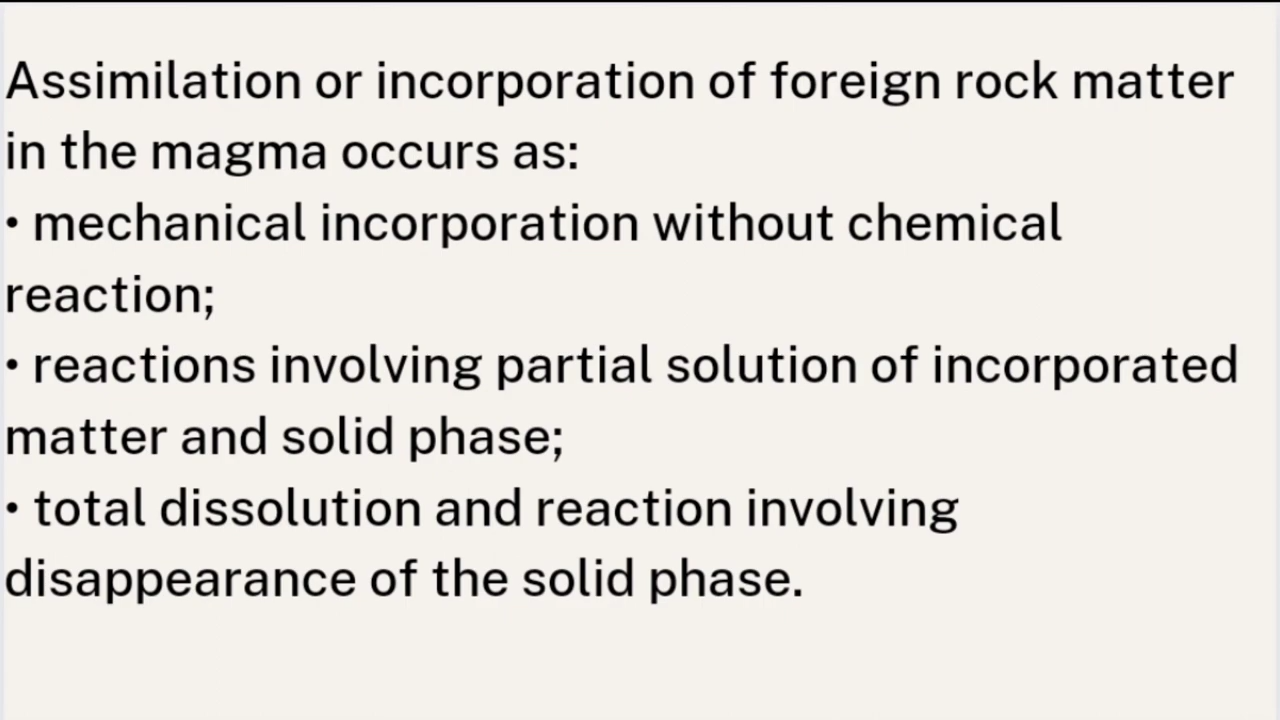 Assimilation or incorporation of foreign rock matter
in the magma occurs as:
• mechanical incorporation without chemical
reaction;
• reactions involving partial solution of incorporated
matter and solid phase;
• total dissolution and reaction involving
disappearance of the solid phase.